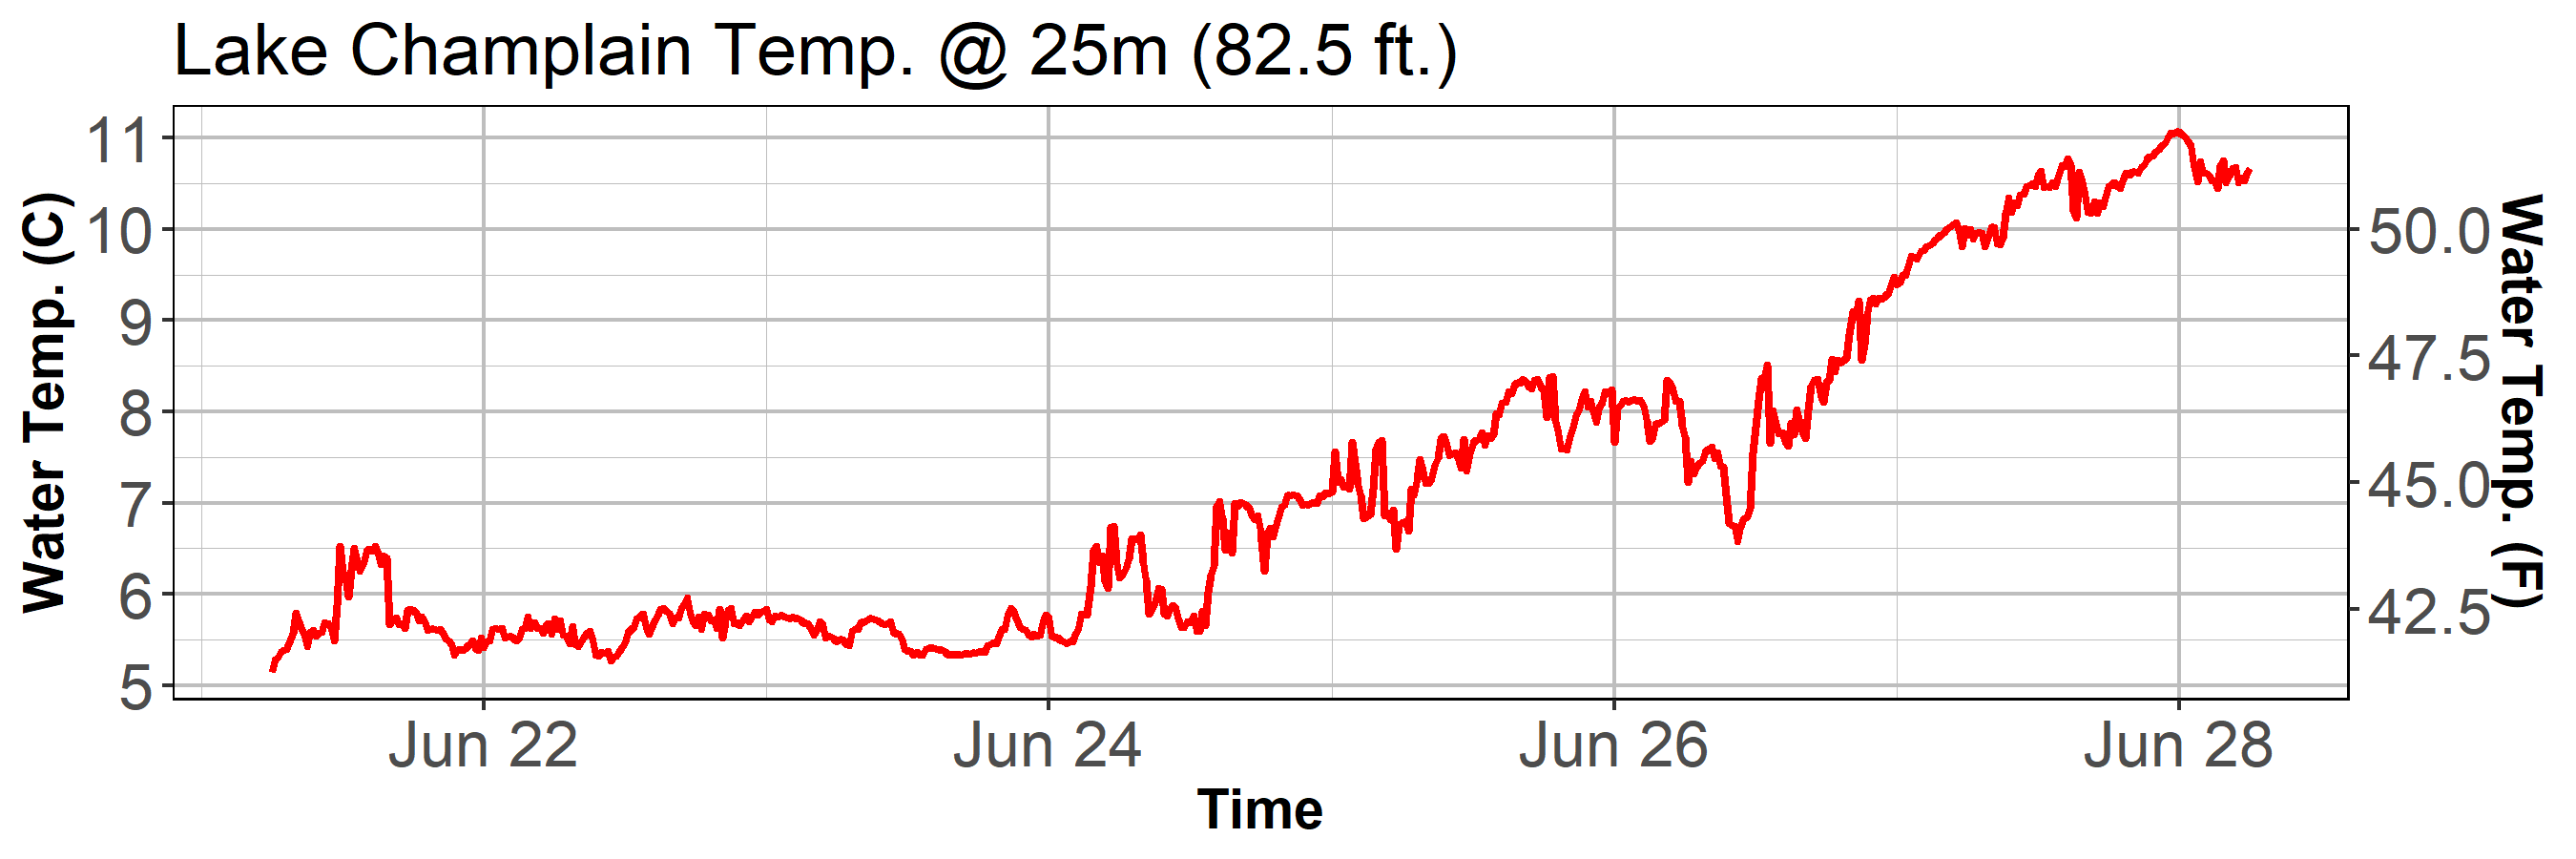 Lake Champlain Temp. @ 25m (82.5 ft.)
Water Temp. (C)
11
10
9
8
7
6
5
50.0
47.5
45.0
42.5
Water Temp. (F)
Jun 22
Jun 24
Jun 26
Jun 28
Time